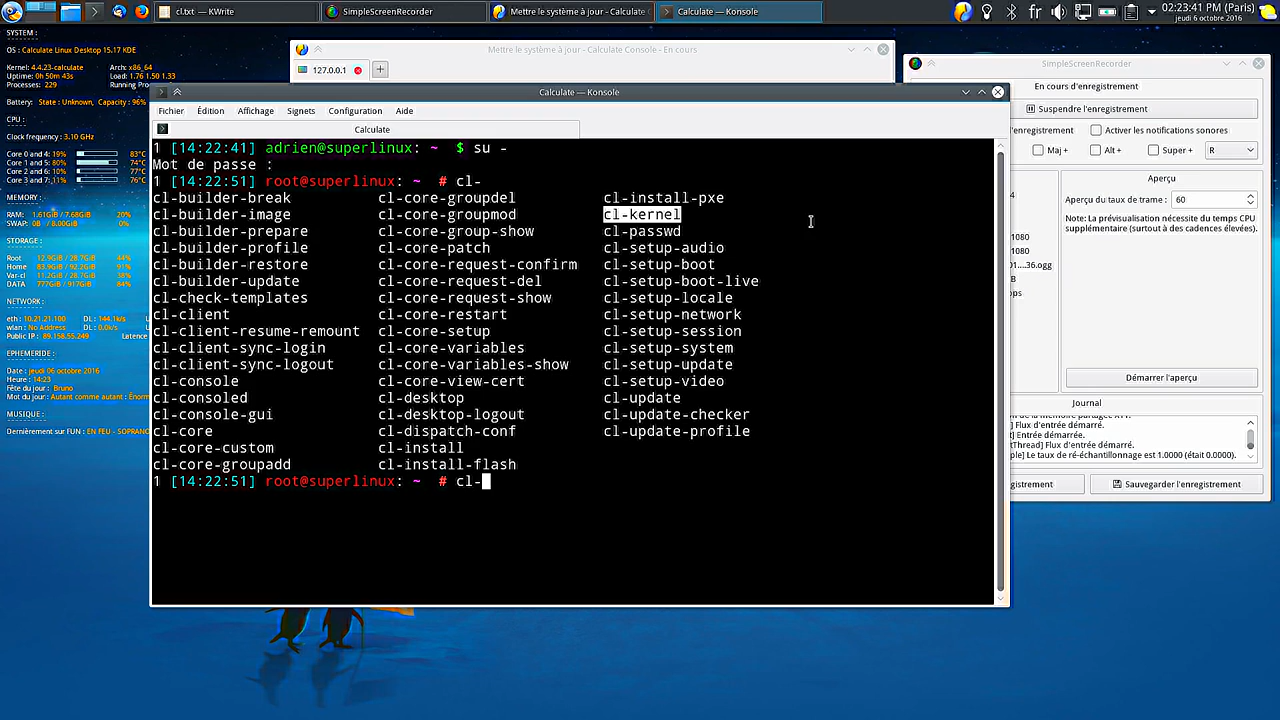 cl.txt — KWrite
SimpleScreenRecorder
Mettre le système à jour - Calculate C
Calculate — Konsole
fr
02:23:41 PM (Paris)
jeudi 6 octobre 2016
SYSTEM :
OS : Calculate Linux Desktop 15.17 KDE
Kernel: 4.4.23-calculate Arch: x86_64
Uptime: 0h 50m 43s Load: 1.76 1.50 1.33
Processes: 229 Running Pro
Battery: State : Unknown, Capacity : 96%
CPU :
Clock frequency : 3.10 GHz
Core 0 and 4: 19% 83°C
Core 1 and 5: 80% 74°C
Core 2 and 6: 10% 77°C
Core 3 and 7: 11% 76°C
MEMORY :
RAM: 1.61GiB / 7.68GiB 20%
SWAP: 0B / 8.00GiB 0%
STORAGE :
Root 12.9GiB / 28.7GiB 44%
Home 83.9GiB / 92.2GiB 91%
Var-cl 11.2GiB / 28.7GiB 38%
DATA 777GiB / 917GiB 84%
NETWORK :
eth : 10.21.21.100 DL : 144.1k/s
wlan : No Address DL : 0.0k/s
Public IP : 89.158.55.249 Latence
EPHEMERIDE :
Date : jeudi 06 octobre 2016
Heure : 14:23
Fête du jour : Bruno
Mot du jour : Autant comme autant : Énorm
MUSIQUE :
Dernièrement sur FUN : EN FEU - SOPRANO
Mettre le système à jour - Calculate Console - En cours
127.0.0.1
Calculate — Konsole
Fichier Édition Affichage Signets Configuration Aide
Calculate
1 [14:22:41] adrien@superlinux: ~ $ su -
Mot de passe :
1 [14:22:51] root@superlinux: ~ # cl-
cl-builder-break cl-core-groupdel cl-install-pxe
cl-builder-image cl-core-groupmod cl-kernel
cl-builder-prepare cl-core-group-show cl-passwd
cl-builder-profile cl-core-patch cl-setup-audio
cl-builder-restore cl-core-request-confirm cl-setup-boot
cl-builder-update cl-core-request-del cl-setup-boot-live
cl-check-templates cl-core-request-show cl-setup-locale
cl-client cl-core-restart cl-setup-network
cl-client-resume-remount cl-core-setup cl-setup-session
cl-client-sync-login cl-core-variables cl-setup-system
cl-client-sync-logout cl-core-variables-show cl-setup-update
cl-console cl-core-view-cert cl-setup-video
cl-consoled cl-desktop cl-update
cl-console-gui cl-desktop-logout cl-update-checker
cl-core cl-dispatch-conf cl-update-profile
cl-core-custom cl-install
cl-core-groupadd cl-install-flash
1 [14:22:51] root@superlinux: ~ # cl-
SimpleScreenRecorder
En cours d'enregistrement
Suspendre l'enregistrement
nregistrement Activer les notifications sonores
Maj + Alt + Super + R
Aperçu
Aperçu du taux de trame : 60
Note: La prévisualisation nécessite du temps CPU
supplémentaire (surtout à des cadences élevées).
1080
01...36.ogg
1080
ps
Démarrer l'aperçu
Journal
] Flux d'entrée démarré.
] Entrée démarrée.
tThread] Flux d'entrée démarré.
ple] Le taux de ré-échantillonnage est 1.0000 (était 0.0000).
istrement
Sauvegarder l'enregistrement